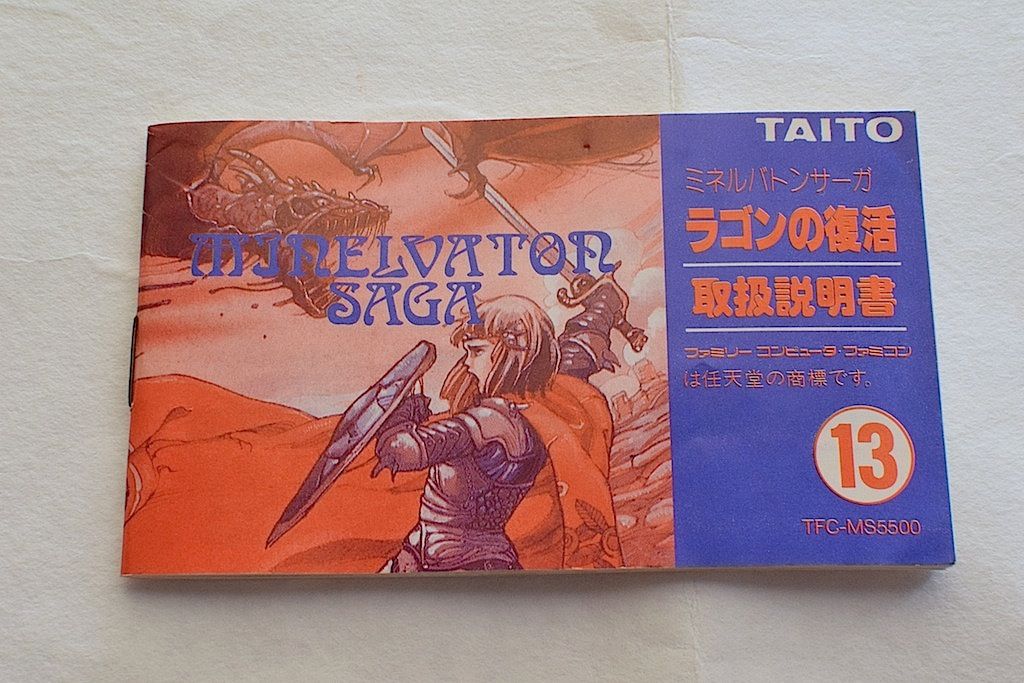 MINELVATON
SAGA
TAITO
ミネルバトンサーガ
ラゴンの復活
取扱説明書
ファミリーコンピュータ・ファミコン
は任天堂の商標です。
13
TFC-MS5500